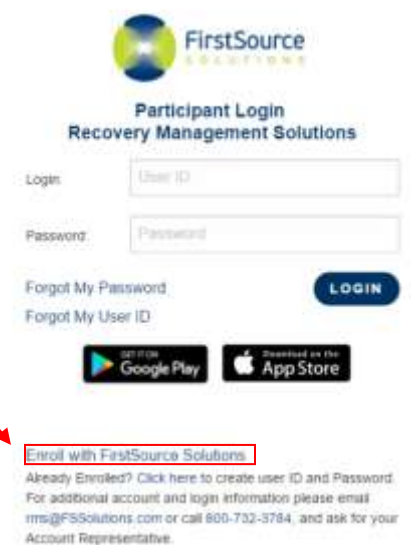 FirstSource
SOLUTIONS
Participant Login
Recovery Management Solutions
Login:
User ID
Password:
Password
Forgot My Password
LOGIN
Forgot My User ID
GET IT ON
Google Play
Download on the
App Store
Enroll with FirstSource Solutions
Already Enrolled? Click here to create user ID and Password.
For additional account and login information please email
rms@FSSolutions.com or call 800-732-3784, and ask for your
Account Representative.